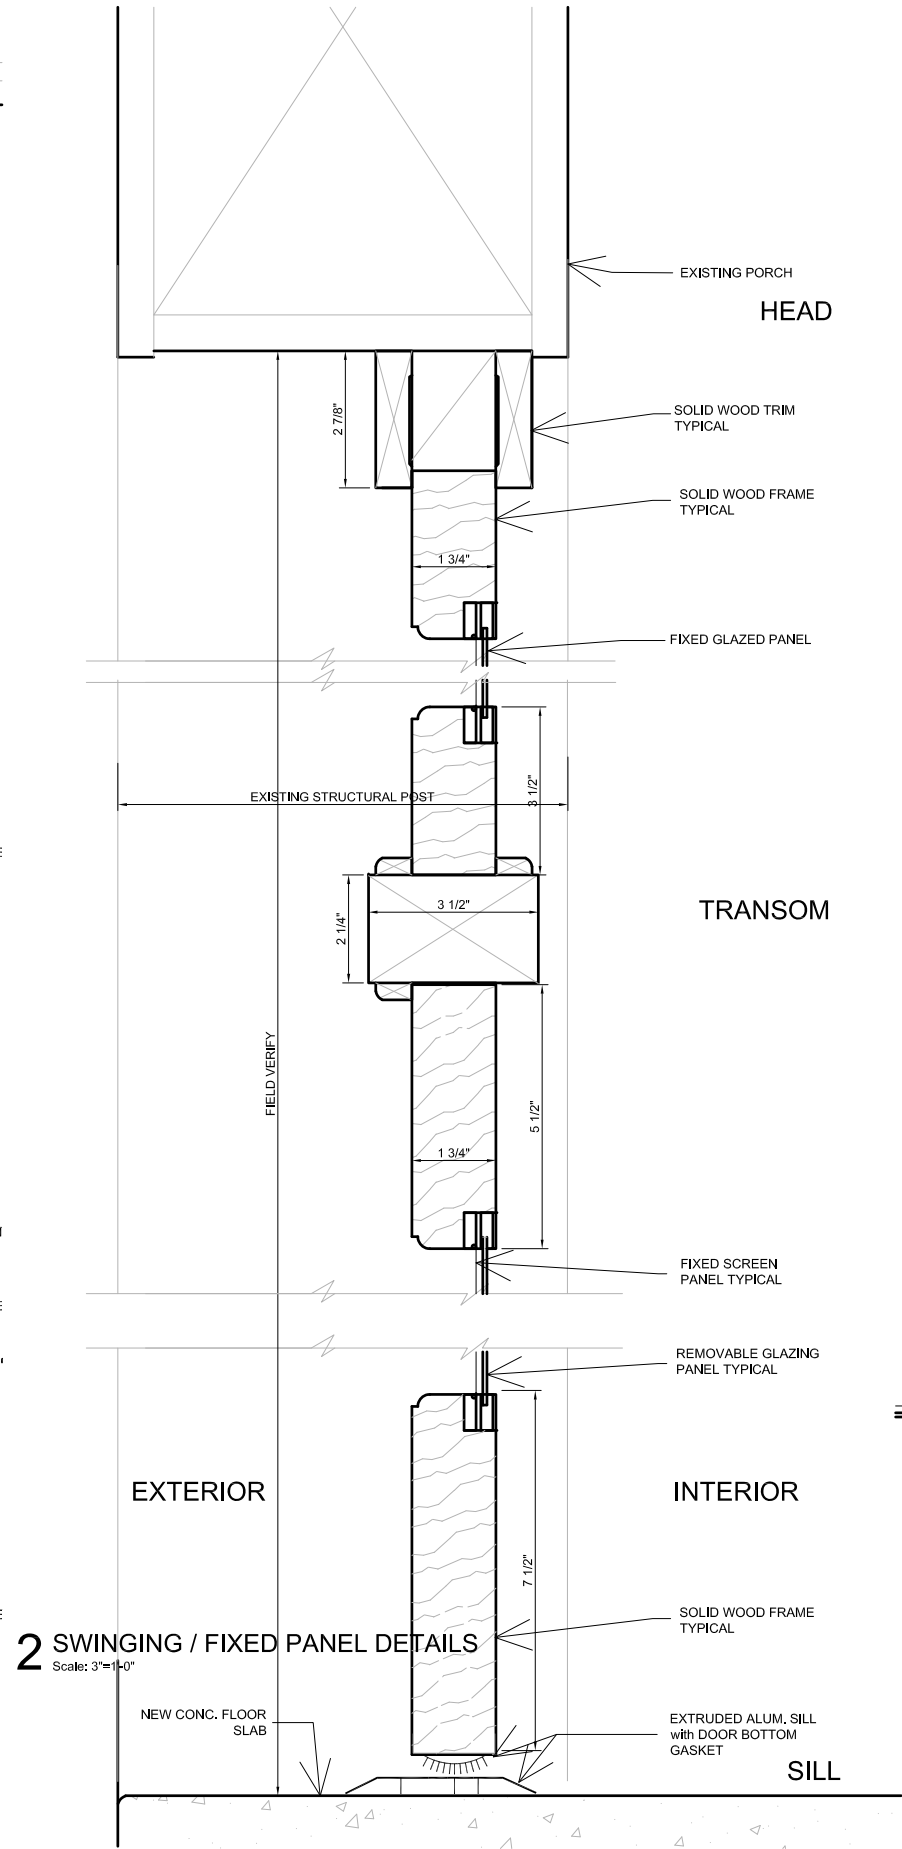 EXISTING PORCH
HEAD
2 7/8"
SOLID WOOD TRIM
TYPICAL
SOLID WOOD FRAME
TYPICAL
1 3/4"
FIXED GLAZED PANEL
3 1/2"
EXISTING STRUCTURAL POST
3 1/2"
2 1/4"
TRANSOM
FIELD VERIFY
5 1/2"
1 3/4"
FIXED SCREEN
PANEL TYPICAL
REMOVABLE GLAZING
PANEL TYPICAL
EXTERIOR
INTERIOR
7 1/2"
SOLID WOOD FRAME
TYPICAL
2 SWINGING / FIXED PANEL DETAILS
Scale: 3"=1'-0"
NEW CONC. FLOOR
SLAB
EXTRUDED ALUM. SILL
with DOOR BOTTOM
GASKET
SILL